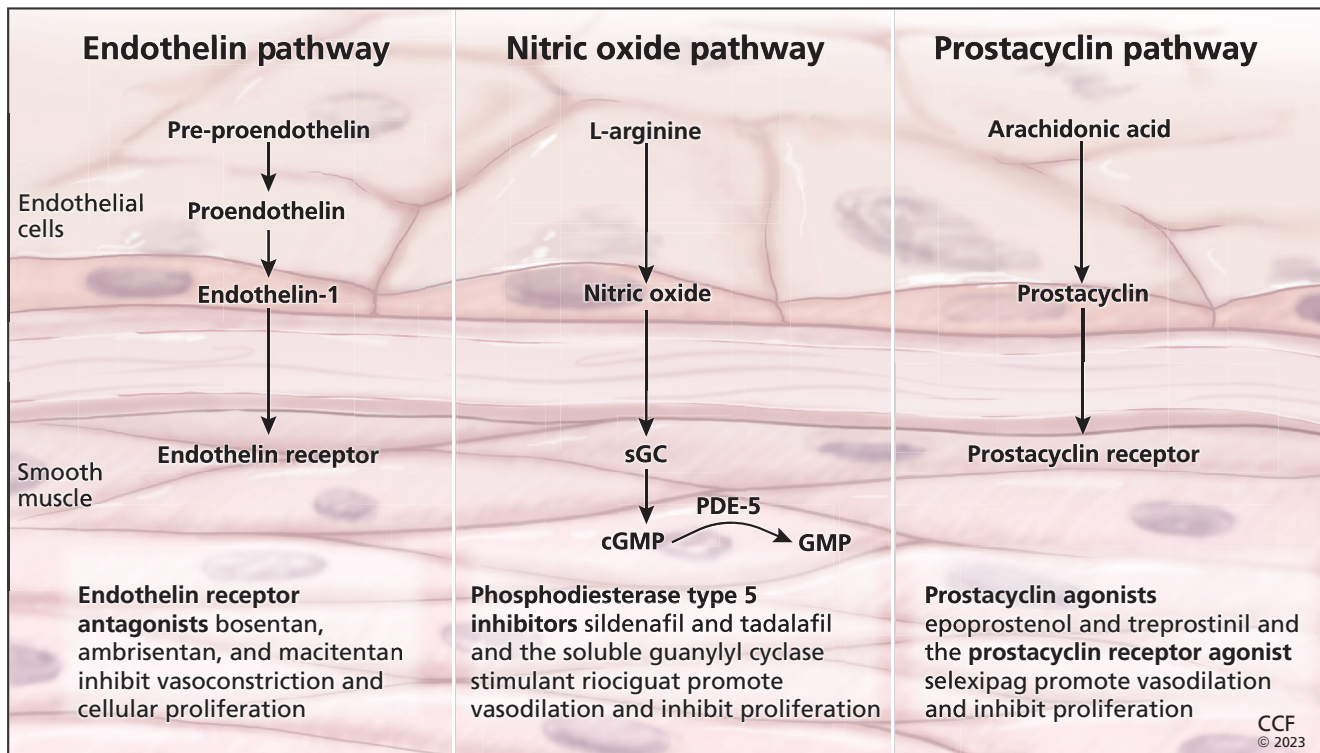 Endothelin pathway
Pre-proendothelin
Proendothelin
Endothelial
cells
Endothelin-1
Endothelin receptor
Smooth
muscle
Endothelin receptor
antagonists bosentan,
ambrisentan, and macitentan
inhibit vasoconstriction and
cellular proliferation
Nitric oxide pathway
L-arginine
Nitric oxide
sGC
PDE-5
cGMP
GMP
Phosphodiesterase type 5
inhibitors sildenafil and tadalafil
and the soluble guanylyl cyclase
stimulant riociguat promote
vasodilation and inhibit proliferation
Prostacyclin pathway
Arachidonic acid
Prostacyclin
Prostacyclin receptor
Prostacyclin agonists
epoprostenol and treprostinil and
the prostacyclin receptor agonist
selexipag promote vasodilation
and inhibit proliferation
CCF
© 2023